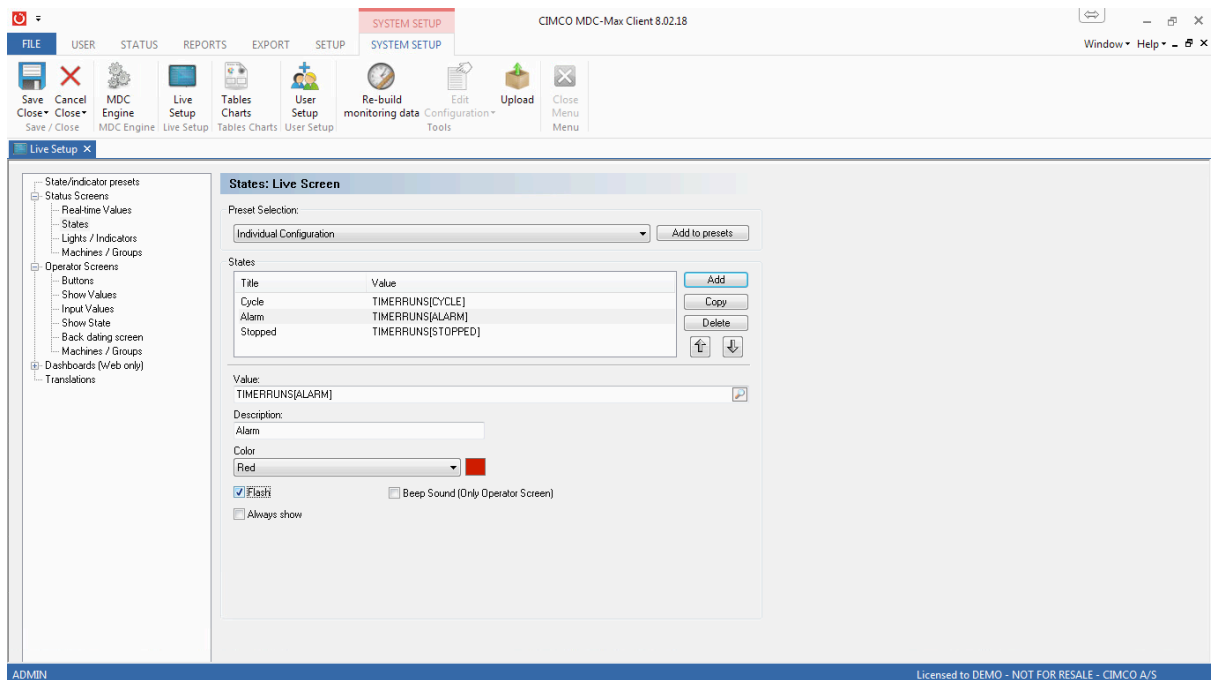 SYSTEM SETUP
CIMCO MDC-Max Client 8.02.18
FILE USER STATUS REPORTS EXPORT SETUP SYSTEM SETUP
Window Help
Save Cancel MDC Live Tables User Re-build Edit Upload Close
Close Close Engine Setup Charts Setup monitoring data Configuration Menu
Save / Close MDC Engine Live Setup Tables Charts User Setup Tools Menu
Live Setup
State/indicator presets
Status Screens
Real-time Values
States
Lights / Indicators
Machines / Groups
Operator Screens
Buttons
Show Values
Input Values
Show State
Back dating screen
Machines / Groups
Dashboards (Web only)
Translations
States: Live Screen
Preset Selection:
Individual Configuration Add to presets
States
Title Value
Cycle TIMERRUNS[CYCLE]
Alarm TIMERRUNS[ALARM]
Stopped TIMERRUNS[STOPPED]
Add
Copy
Delete
Value:
TIMERRUNS[ALARM]
Description:
Alarm
Color
Red
Flash Beep Sound (Only Operator Screen)
Always show
ADMIN Licensed to DEMO - NOT FOR RESALE - CIMCO A/S